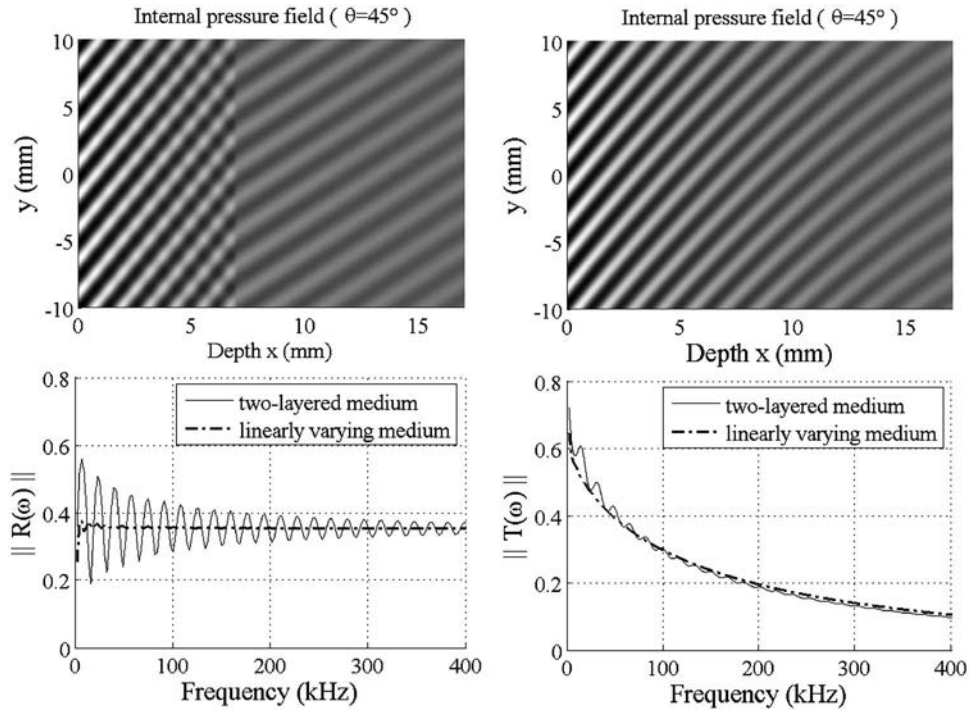 Internal pressure field ( θ=45°)
10
5
0
-5
-10
y (mm)
0
5
10
15
Depth x (mm)
Internal pressure field ( θ=45°)
10
5
0
-5
-10
y (mm)
0
5
10
15
Depth x (mm)
0.8
0.6
0.4
0.2
0
|| R(ω) ||
two-layered medium
linearly varying medium
0
100
200
300
400
Frequency (kHz)
0.8
0.6
0.4
0.2
0
|| T(ω) ||
two-layered medium
linearly varying medium
0
100
200
300
400
Frequency (kHz)